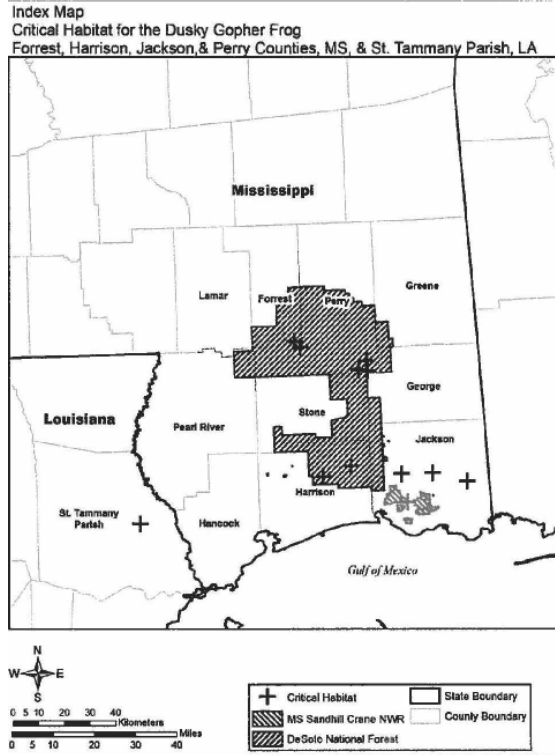 Index Map
Critical Habitat for the Dusky Gopher Frog
Forrest, Harrison, Jackson,& Perry Counties, MS, & St. Tammany Parish, LA
Mississippi
Lamar
Forrest
Perry
Greene
George
Louisiana
Pearl River
Stone
Jackson
St. Tammany
Parish
Hancock
Harrison
Gulf of Mexico
N
W E
S
0 5 10 20 30 40
Kilometers
Miles
0 5 10 20 30 40
Critical Habitat
State Boundary
MS Sandhill Crane NWR
County Boundary
DeSoto National Forest